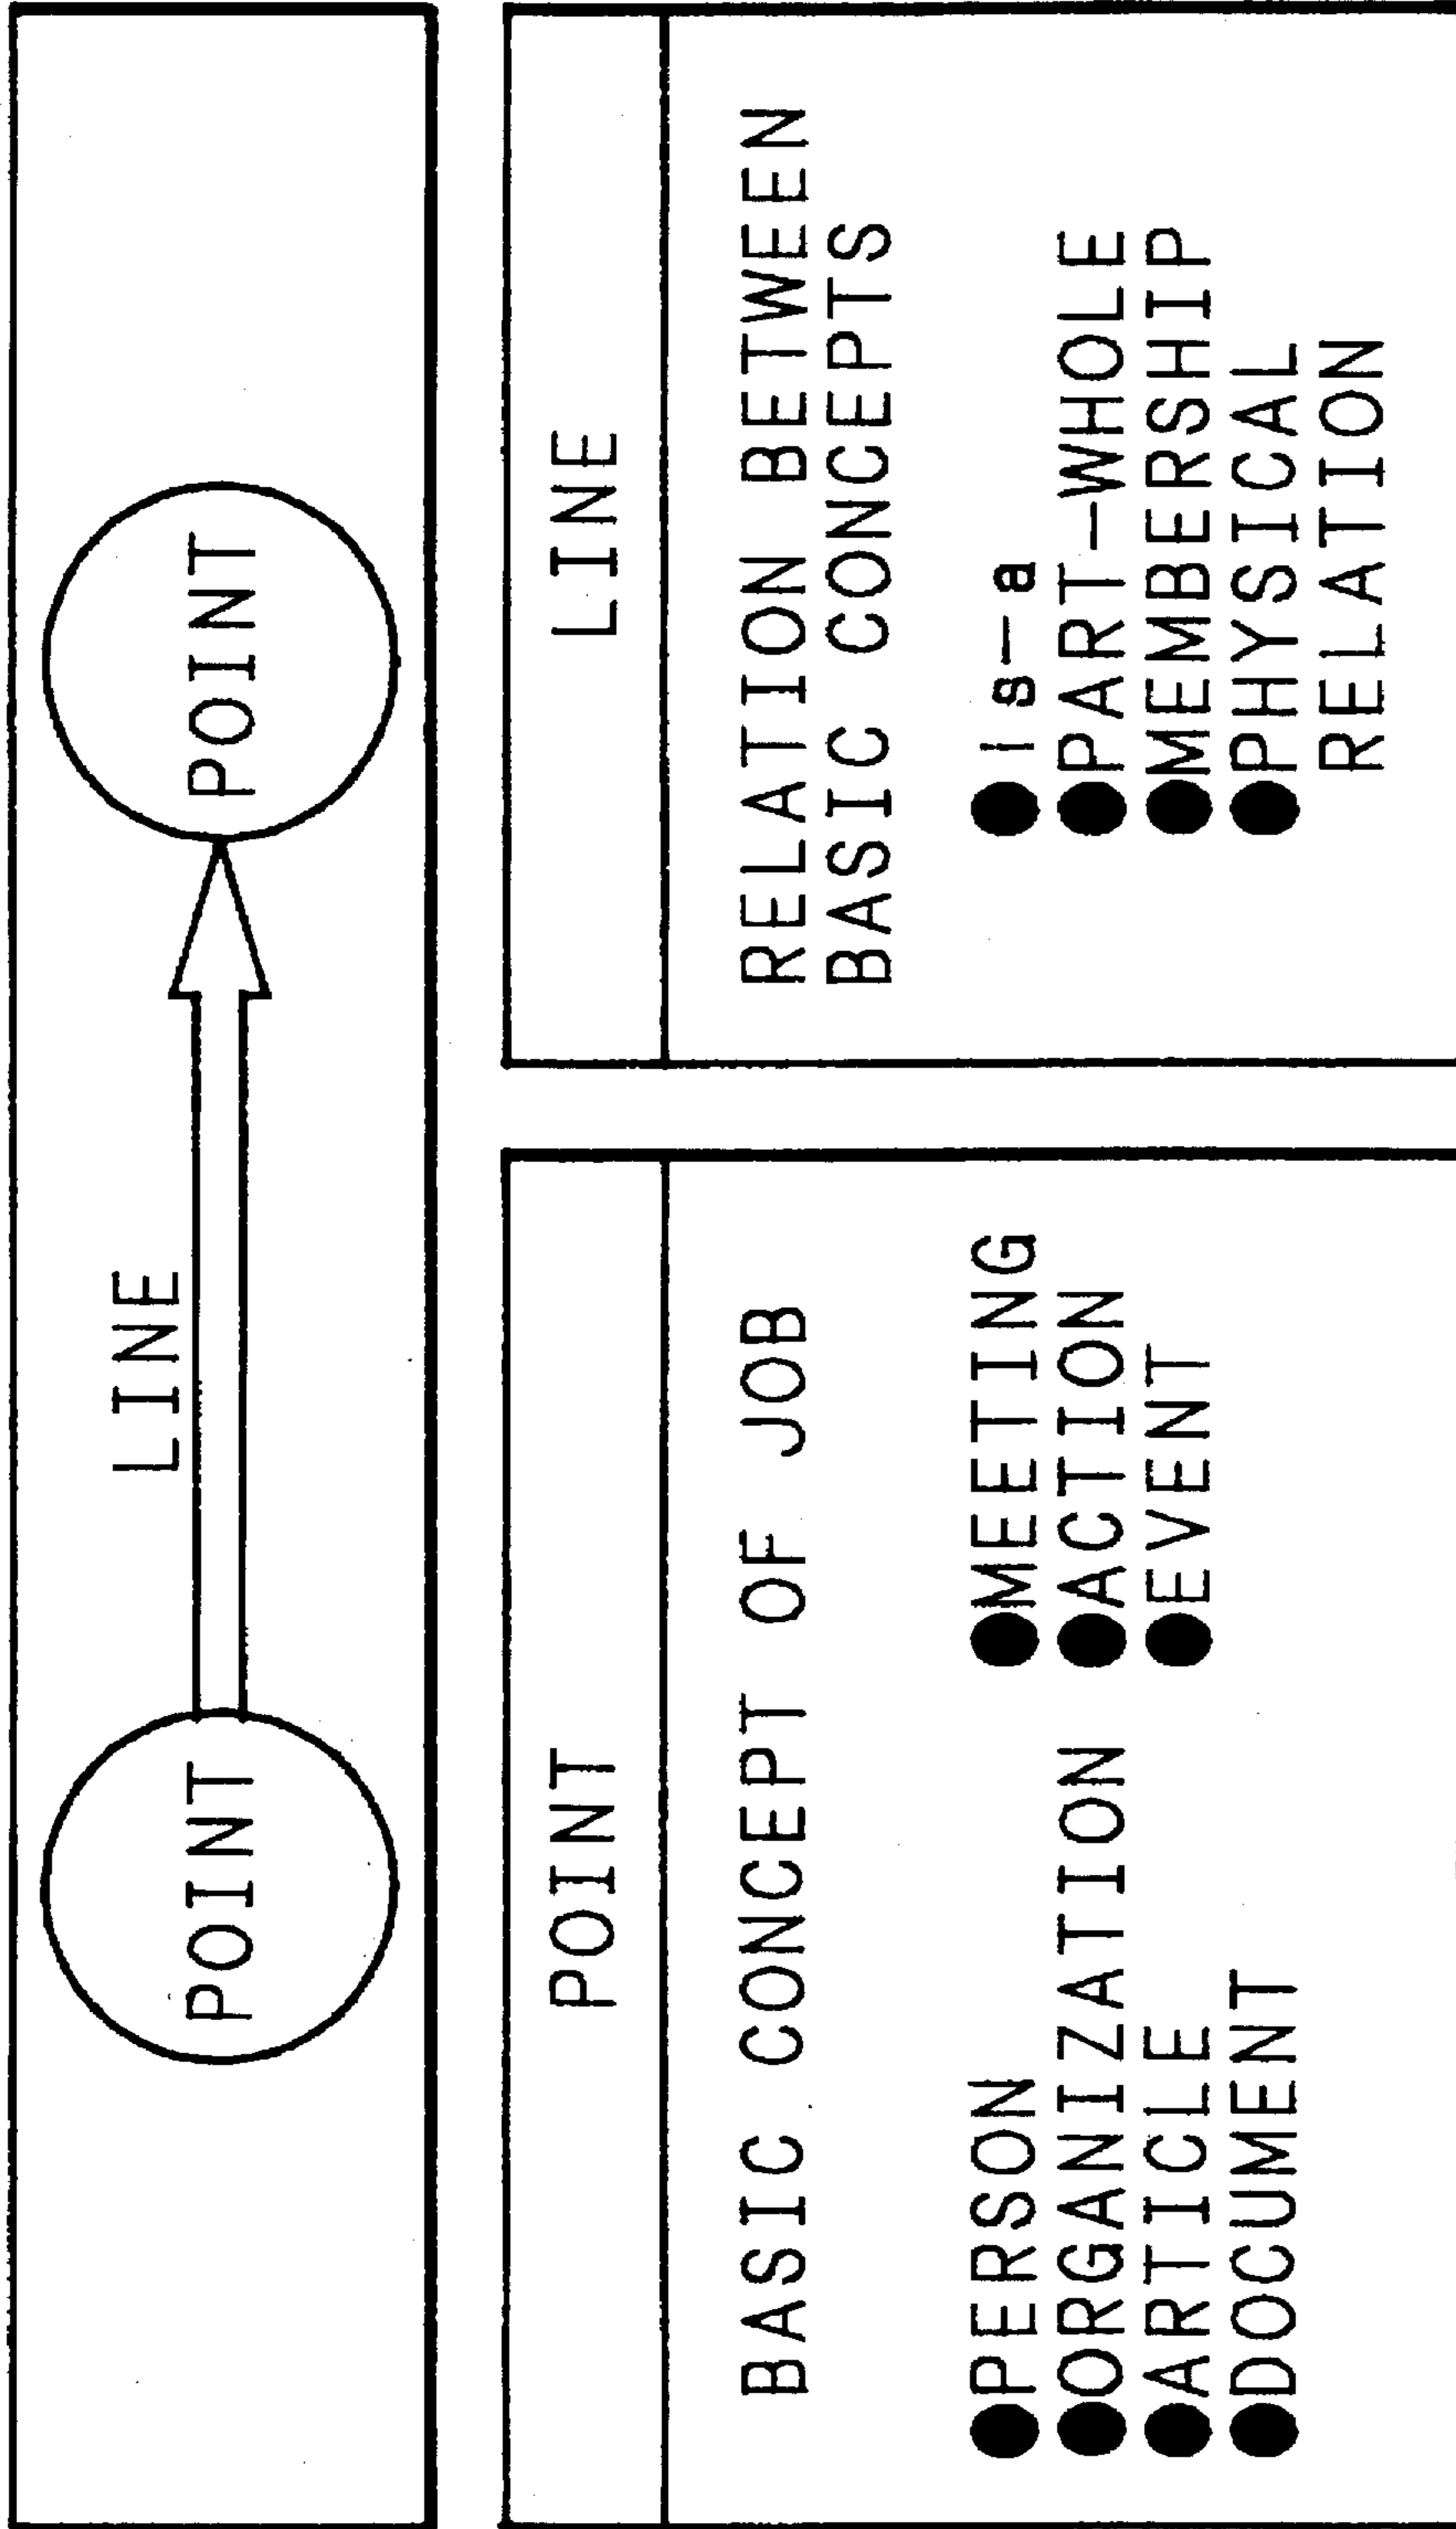 LINE
POINT
POINT
POINT
BASIC CONCEPT OF JOB
●PERSON
●ORGANIZATION
●ARTICLE
●DOCUMENT
●MEETING
●ACTION
●EVENT
LINE
RELATION BETWEEN
BASIC CONCEPTS
●is-a
●PART-WHOLE
●MEMBERSHIP
●PHYSICAL
RELATION